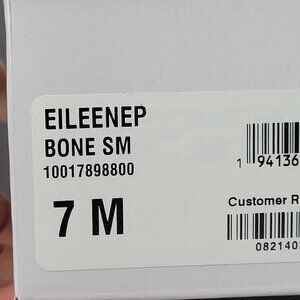 EILEENEP
BONE SM
10017898800
7 M
1 94136
Customer R
082140